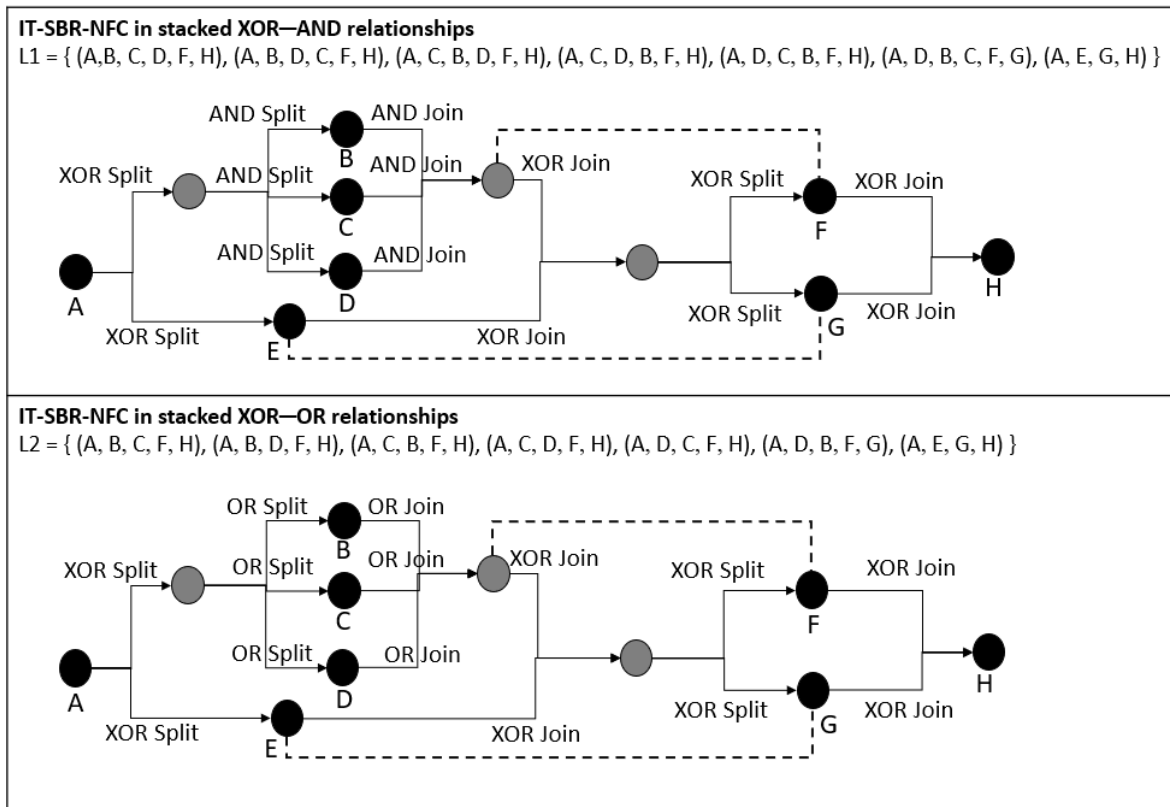 IT-SBR-NFC in stacked XOR—AND relationships
L1 = { (A,B, C, D, F, H), (A, B, D, C, F, H), (A, C, B, D, F, H), (A, C, D, B, F, H), (A, D, C, B, F, H), (A, D, B, C, F, G), (A, E, G, H) }
AND Split
AND Join
B
XOR Split
AND Split
AND Join
XOR Join
XOR Split
XOR Join
C
F
AND Split
AND Join
A
D
H
XOR Split
E
XOR Join
XOR Split
G
XOR Join
IT-SBR-NFC in stacked XOR—OR relationships
L2 = { (A, B, C, F, H), (A, B, D, F, H), (A, C, B, F, H), (A, C, D, F, H), (A, D, C, F, H), (A, D, B, F, G), (A, E, G, H) }
OR Split
OR Join
B
XOR Split
OR Split
OR Join
XOR Join
XOR Split
XOR Join
C
F
OR Split
OR Join
A
D
H
XOR Split
E
XOR Join
XOR Split
G
XOR Join